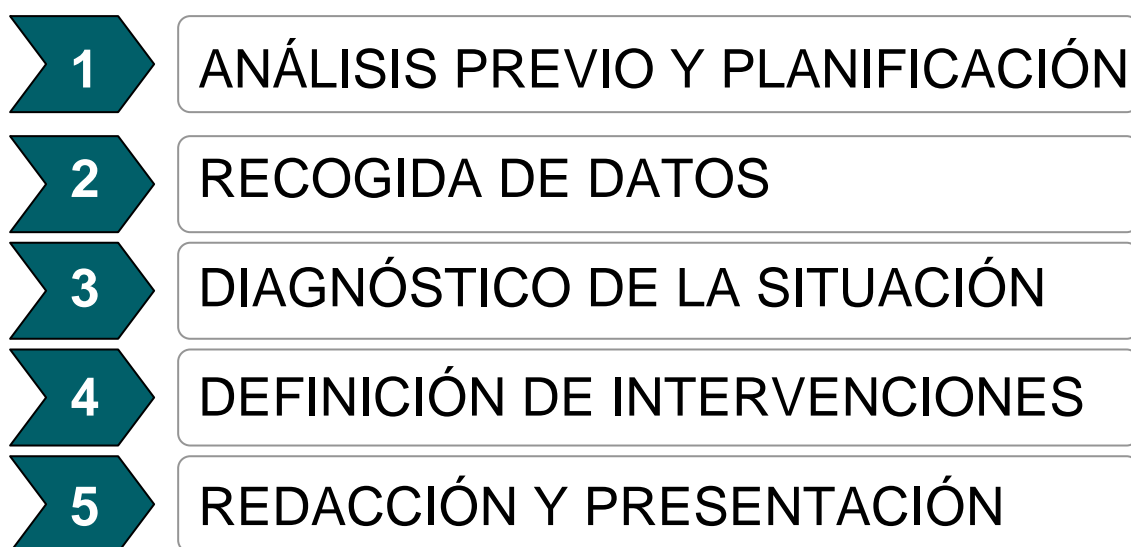 1 ANÁLISIS PREVIO Y PLANIFICACIÓN
2 RECOGIDA DE DATOS
3 DIAGNÓSTICO DE LA SITUACIÓN
4 DEFINICIÓN DE INTERVENCIONES
5 REDACCIÓN Y PRESENTACIÓN